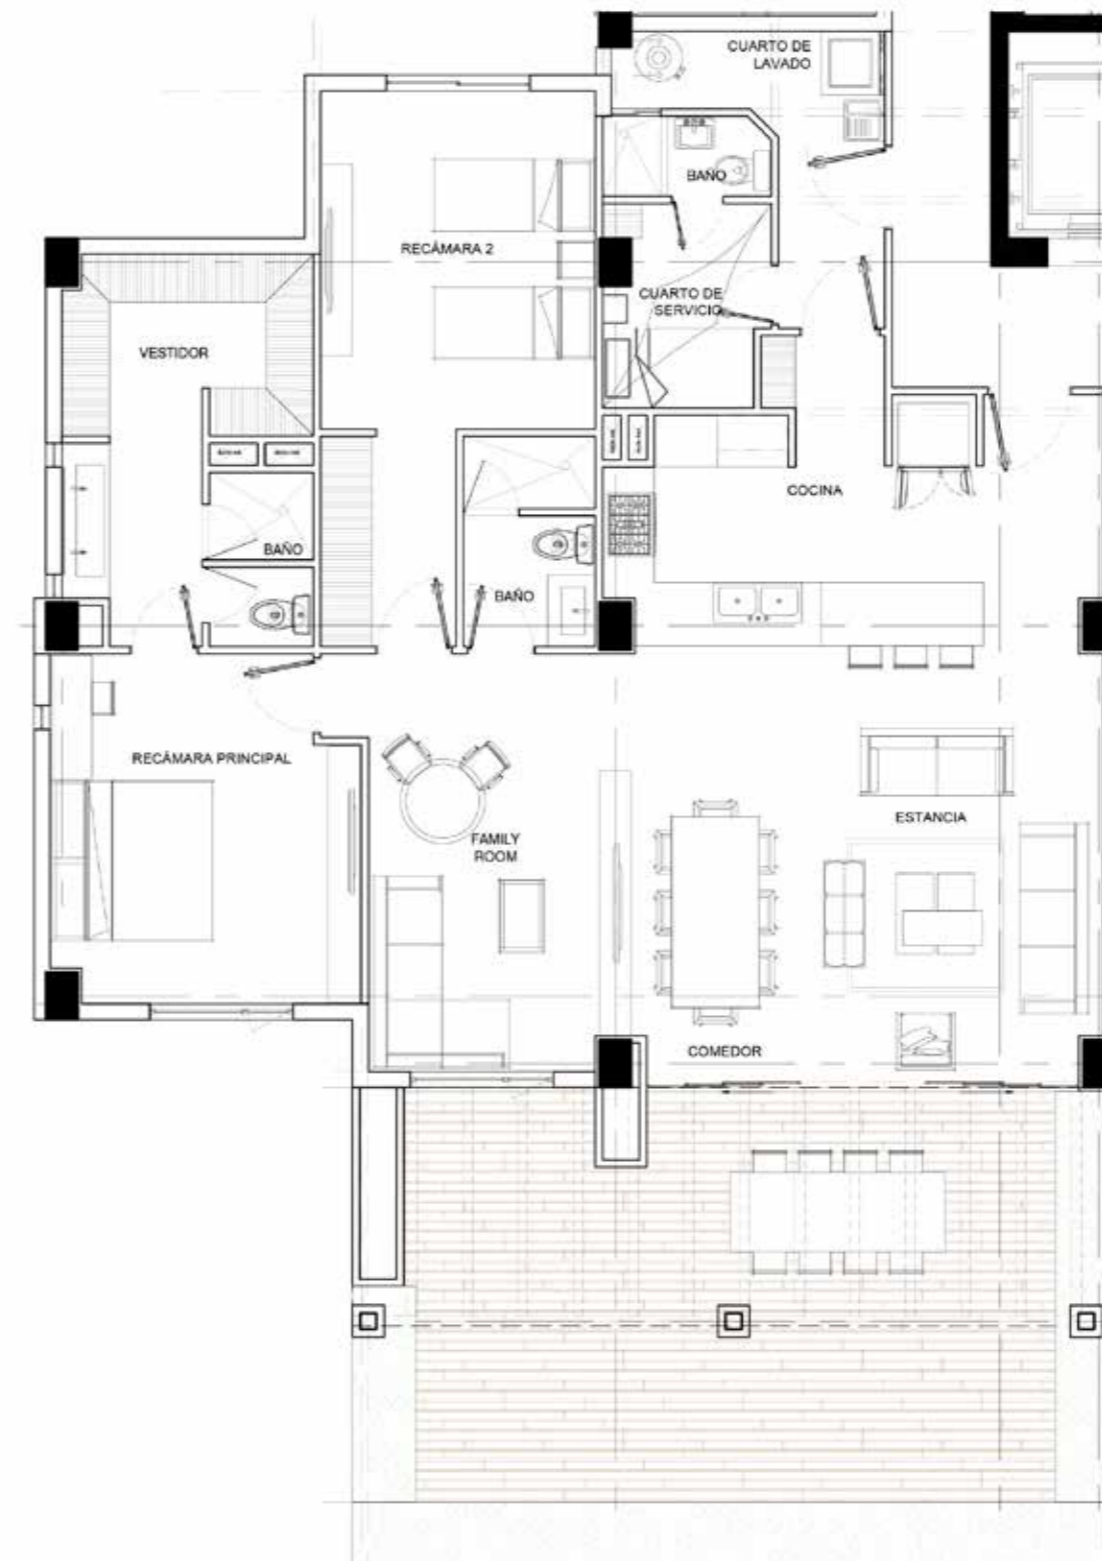 CUARTO DE
LAVADO
BAÑO
RECÁMARA 2
CUARTO DE
SERVICIO
VESTIDOR
COCINA
BAÑO
BAÑO
RECÁMARA PRINCIPAL
FAMILY
ROOM
ESTANCIA
COMEDOR